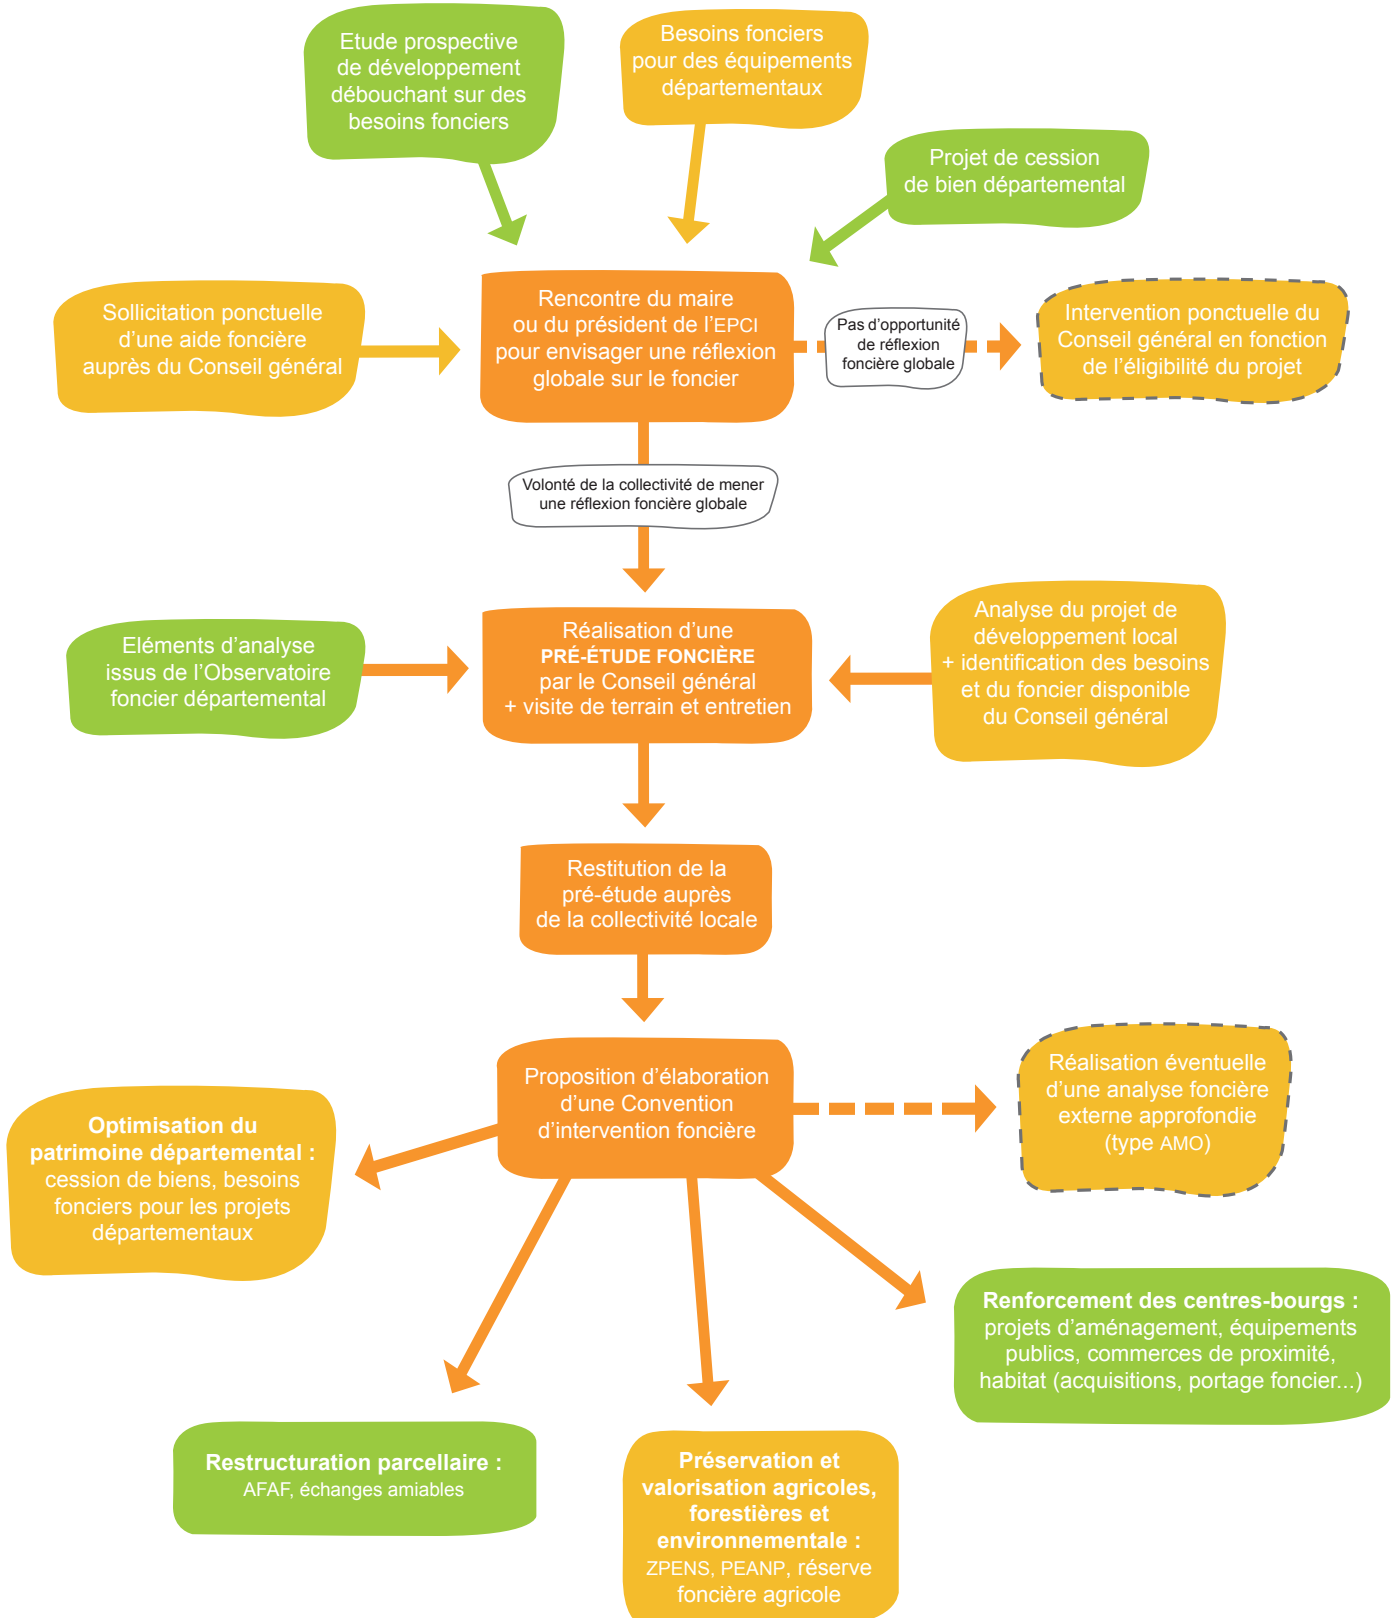 Etude prospective
de développement
débouchant sur des
besoins fonciers
Besoins fonciers
pour des équipements
départementaux
Projet de cession
de bien départemental
Sollicitation ponctuelle
d’une aide foncière
auprès du Conseil général
Rencontre du maire
ou du président de l’EPCI
pour envisager une réflexion
globale sur le foncier
Pas d’opportunité
de réflexion
foncière globale
Intervention ponctuelle du
Conseil général en fonction
de l’éligibilité du projet
Volonté de la collectivité de mener
une réflexion foncière globale
Eléments d’analyse
issus de l’Observatoire
foncier départemental
Réalisation d’une
PRÉ-ÉTUDE FONCIÈRE
par le Conseil général
+ visite de terrain et entretien
Analyse du projet de
développement local
+ identification des besoins
et du foncier disponible
du Conseil général
Restitution de la
pré-étude auprès
de la collectivité locale
Proposition d’élaboration
d’une Convention
d’intervention foncière
Réalisation éventuelle
d’une analyse foncière
externe approfondie
(type AMO)
Optimisation du
patrimoine départemental :
cession de biens, besoins
fonciers pour les projets
départementaux
Renforcement des centres-bourgs :
projets d’aménagement, équipements
publics, commerces de proximité,
habitat (acquisitions, portage foncier...)
Restructuration parcellaire :
AFAF, échanges amiables
Préservation et
valorisation agricoles,
forestières et
environnementale :
ZPENS, PEANP, réserve
foncière agricole